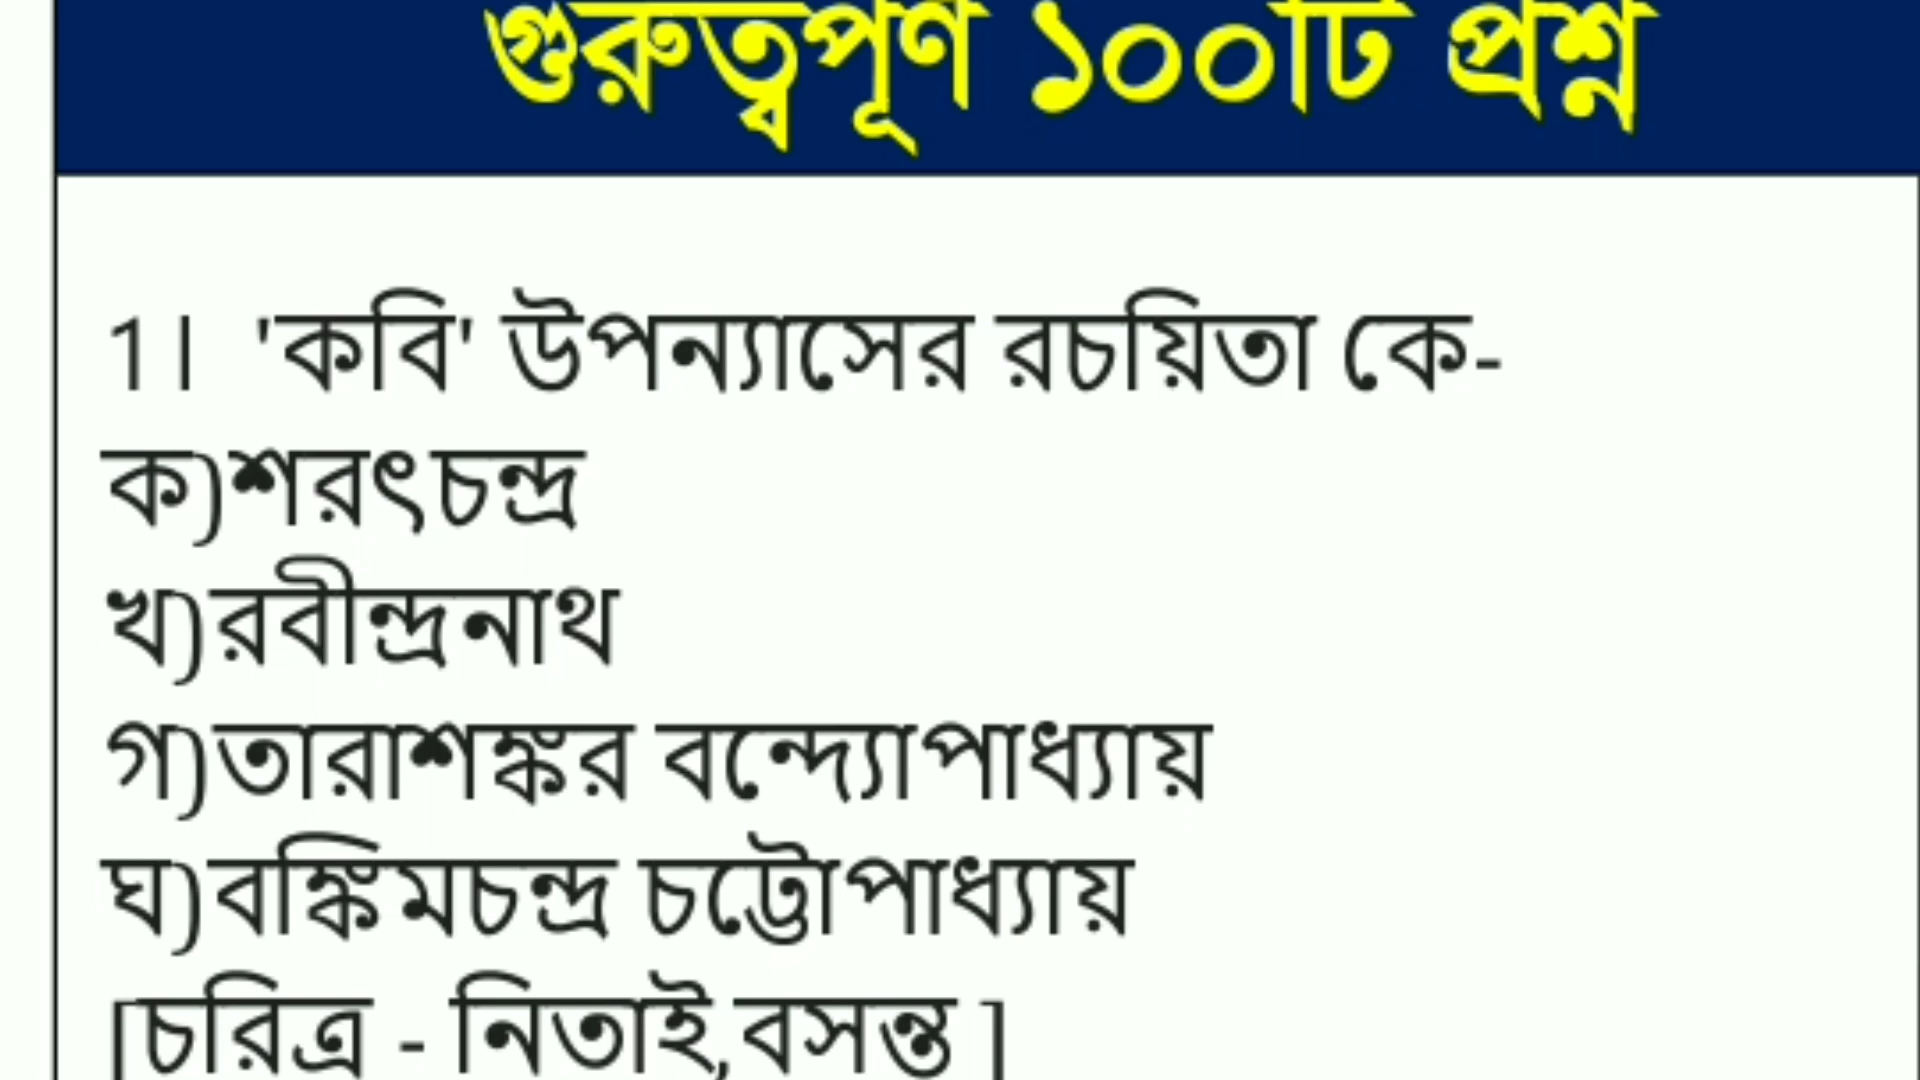 গুরুত্বপূর্ণ ১০০টি প্রশ্ন
1। 'কবি' উপন্যাসের রচয়িতা কে-
ক)শরৎচন্দ্র
খ)রবীন্দ্রনাথ
গ)তারাশঙ্কর বন্দ্যোপাধ্যায়
ঘ)বঙ্কিমচন্দ্র চট্টোপাধ্যায়
[চরিত্র - নিতাই,বসন্ত ]